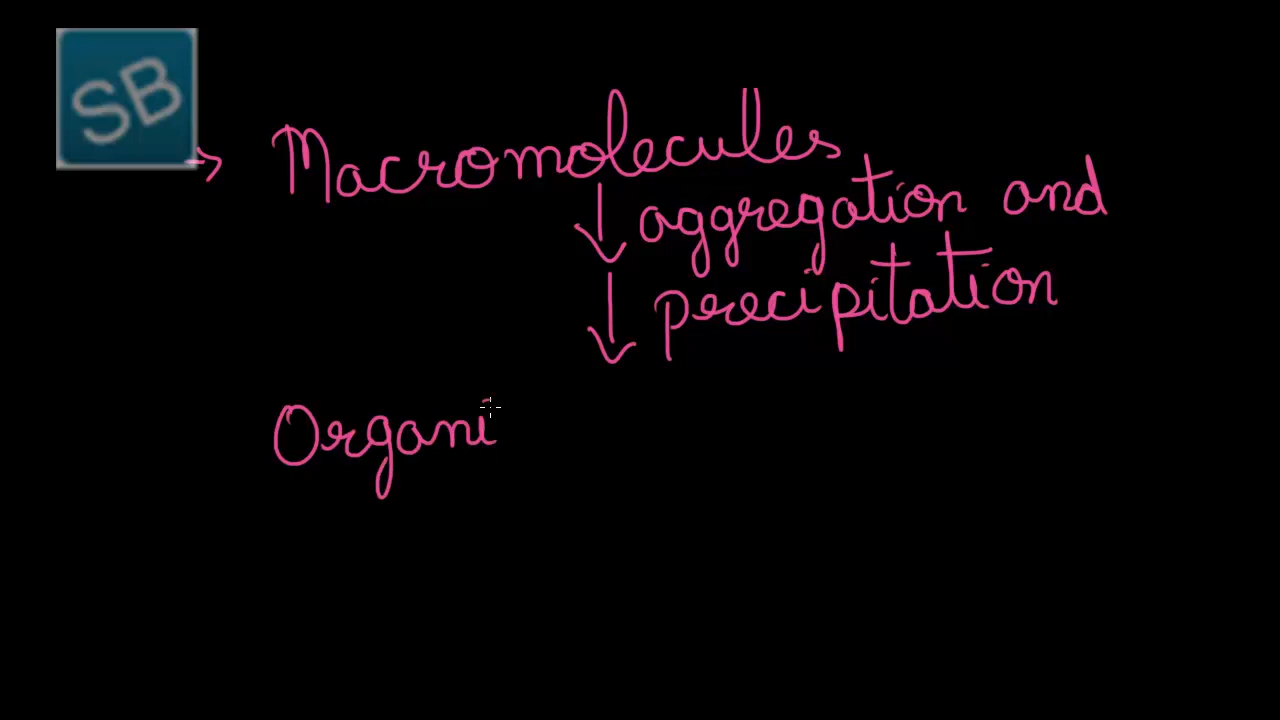 SB
→ Macromolecules
↓ aggregation and
↓ precipitation
Organi